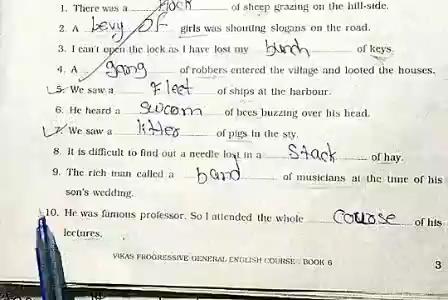 1. There was a flock of sheep grazing on the hill-side.
2. A bevy of girls was shouting slogans on the road.
3. I can't open the lock as I have lost my bunch of keys.
4. A gang of robbers entered the village and looted the houses.
5. We saw a Fleet of ships at the harbour.
6. He heard a swarm of bees buzzing over his head.
7. We saw a litter of pigs in the sty.
8. It is difficult to find out a needle lost in a Stack of hay.
9. The rich man called a band of musicians at the time of his
son's wedding.
10. He was famous professor. So I attended the whole course of his
lectures.
VIKAS PROGRESSIVE GENERAL ENGLISH COURSE : BOOK 6
3